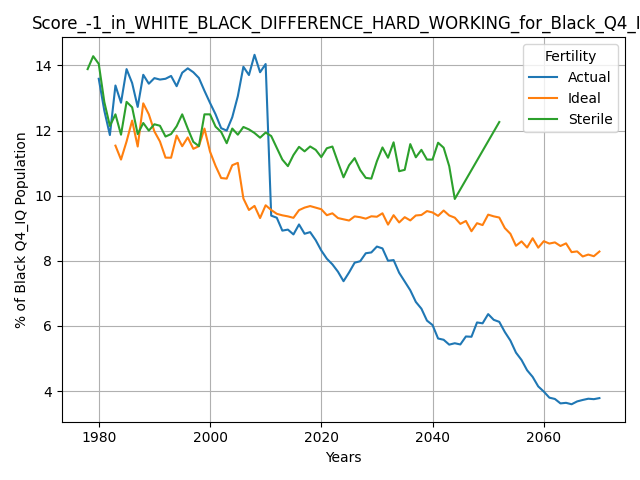 Score_-1_in_WHITE_BLACK_DIFFERENCE_HARD_WORKING_for_Black_Q4_I
Fertility
Actual
Ideal
Sterile
% of Black Q4_IQ Population
14
12
10
8
6
4
1980
2000
2020
2040
2060
Years